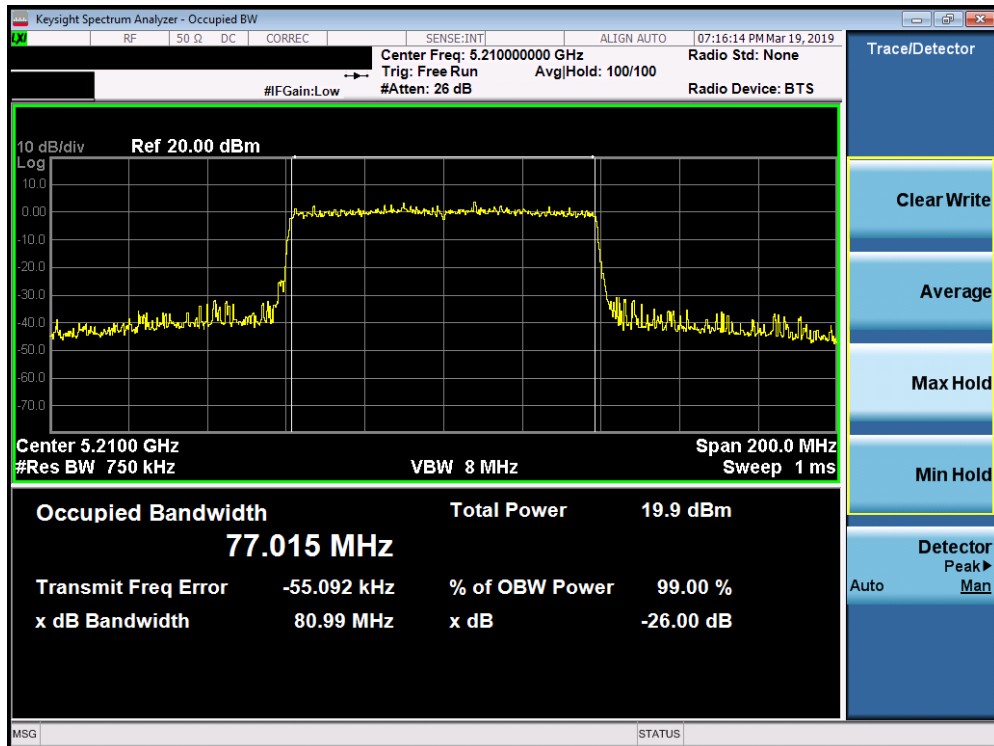 Keysight Spectrum Analyzer - Occupied BW
LXI RF 50 Ω DC CORREC SENSE:INT ALIGN AUTO 07:16:14 PM Mar 19, 2019
Center Freq: 5.210000000 GHz Radio Std: None
Trig: Free Run Avg|Hold: 100/100
#IFGain:Low #Atten: 26 dB Radio Device: BTS
Trace/Detector
10 dB/div Ref 20.00 dBm
Log
10.0
0.00
-10.0
-20.0
-30.0
-40.0
-50.0
-60.0
-70.0
Center 5.2100 GHz Span 200.0 MHz
#Res BW 750 kHz VBW 8 MHz Sweep 1 ms
Occupied Bandwidth Total Power 19.9 dBm
77.015 MHz
Transmit Freq Error -55.092 kHz % of OBW Power 99.00 %
x dB Bandwidth 80.99 MHz x dB -26.00 dB
Clear Write
Average
Max Hold
Min Hold
Detector
Peak▶
Auto Man
MSG STATUS